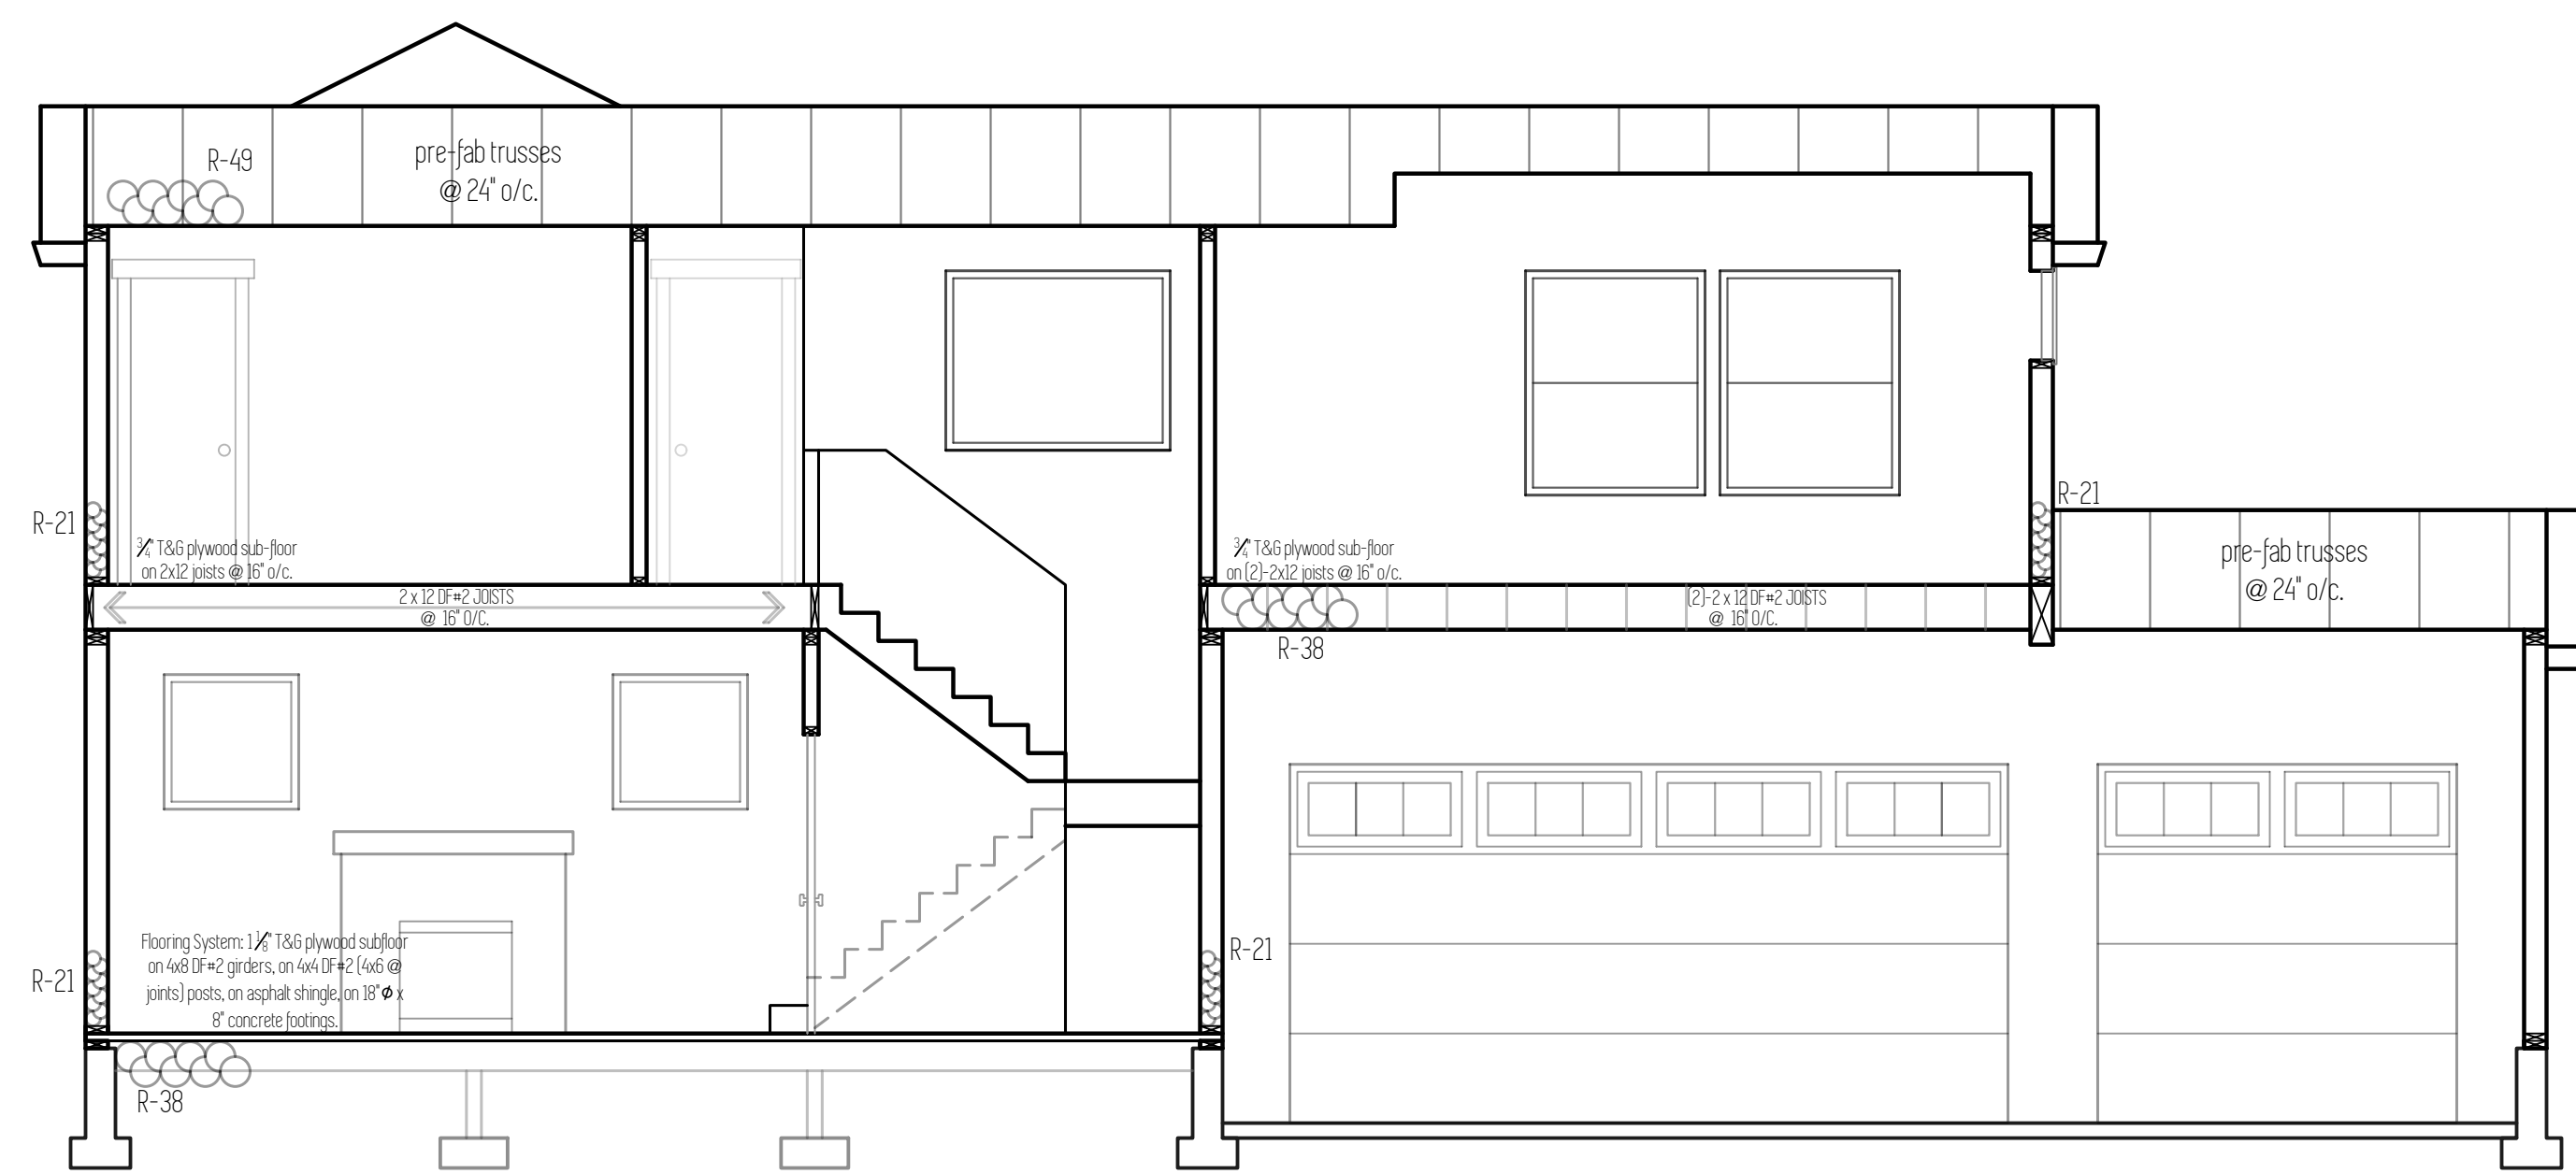 R-49
pre-fab trusses
@ 24" o/c.
R-21
3/4" T&G plywood sub-floor
on 2x12 joists @ 16" o/c.
3/4" T&G plywood sub-floor
on (2)-2x12 joists @ 16" o/c.
R-21
pre-fab trusses
@ 24" o/c.
2 x 12 DF#2 JOISTS
@ 16" O/C.
(2)-2 x 12 DF#2 JOISTS
@ 16" O/C.
R-38
Flooring System: 1 1/8" T&G plywood subfloor
on 4x8 DF#2 girders, on 4x4 DF#2 (4x6 @
joints) posts, on asphalt shingle, on 18"ϕ x
8" concrete footings.
R-21
R-21
R-38